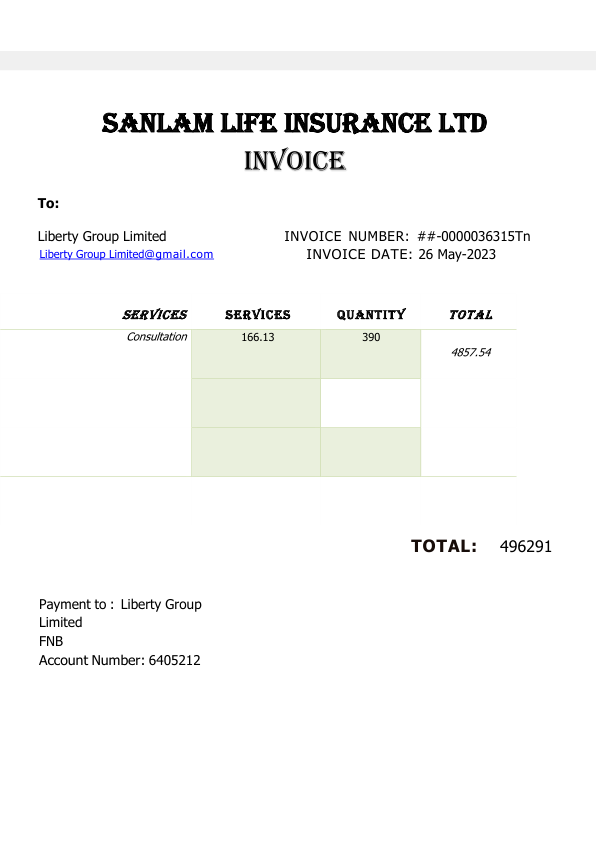 SANLAM LIFE INSURANCE LTD
INVOICE
To:
Liberty Group Limited
INVOICE NUMBER: ##-0000036315Tn
Liberty Group Limited@gmail.com
INVOICE DATE: 26 May-2023
SERVICES SERVICES QUANTITY TOTAL
Consultation 166.13 390
4857.54
TOTAL: 496291
Payment to : Liberty Group
Limited
FNB
Account Number: 6405212